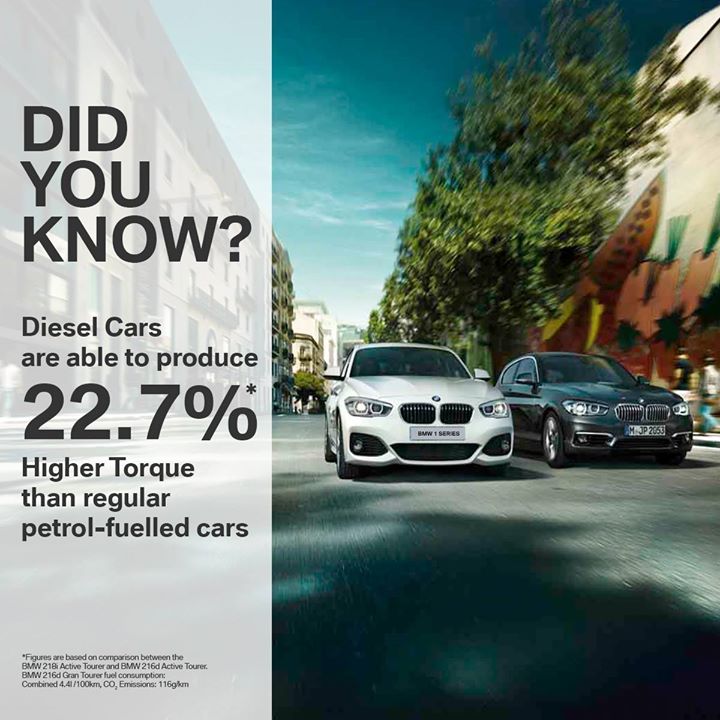 DID
YOU
KNOW?
Diesel Cars
are able to produce
22.7%*
Higher Torque
than regular
petrol-fuelled cars
BMW 1 SERIES
M JP 2053
*Figures are based on comparison between the
BMW 218i Active Tourer and BMW 216d Active Tourer.
BMW 216d Gran Tourer fuel consumption:
Combined 4.4l /100km, CO₂ Emissions: 116g/km